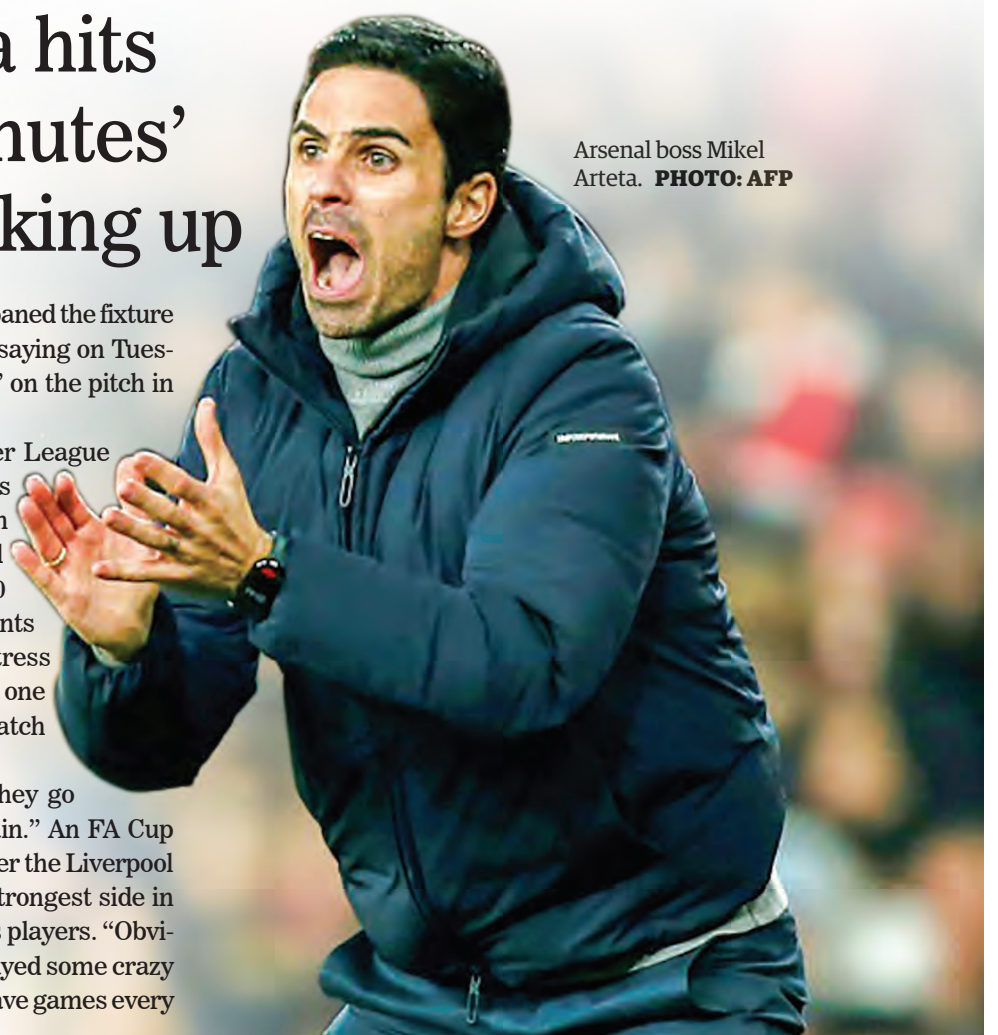 a hits
nutes’
king up
Arsenal boss Mikel
Arteta. PHOTO: AFP
aned the fixture
saying on Tues-
’ on the pitch in
er League
s
n
l
0
nts
tress
one
atch
hey go
in.” An FA Cup
er the Liverpool
trongest side in
s players. “Obvi-
yed some crazy
ave games every